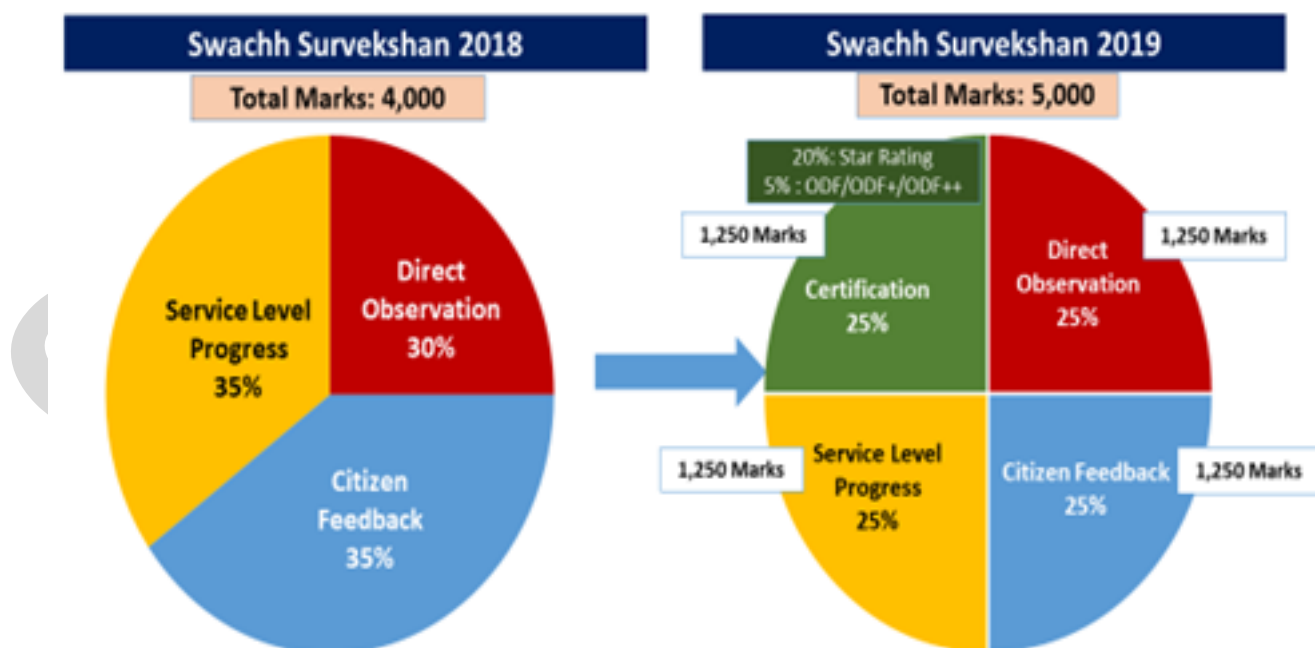 Swachh Survekshan 2018
Total Marks: 4,000
Service Level
Progress
35%
Direct
Observation
30%
Citizen
Feedback
35%
Swachh Survekshan 2019
Total Marks: 5,000
20%: Star Rating
5% : ODF/ODF+/ODF++
1,250 Marks
Certification
25%
Direct
Observation
25%
1,250 Marks
1,250 Marks
Service Level
Progress
25%
Citizen Feedback
25%
1,250 Marks